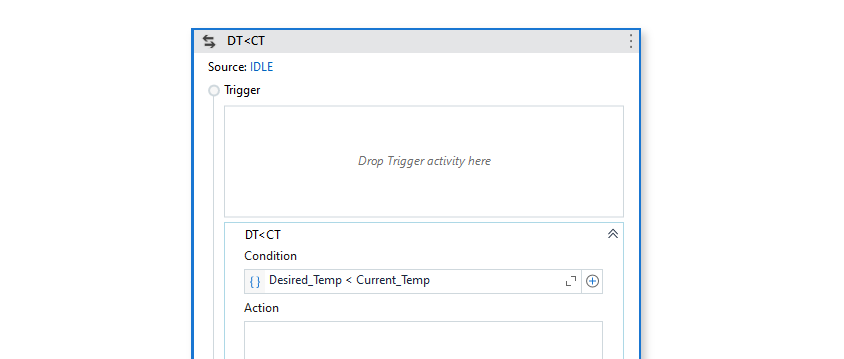 DT<CT
Source: IDLE
Trigger
Drop Trigger activity here
DT<CT
Condition
{} Desired_Temp < Current_Temp
Action